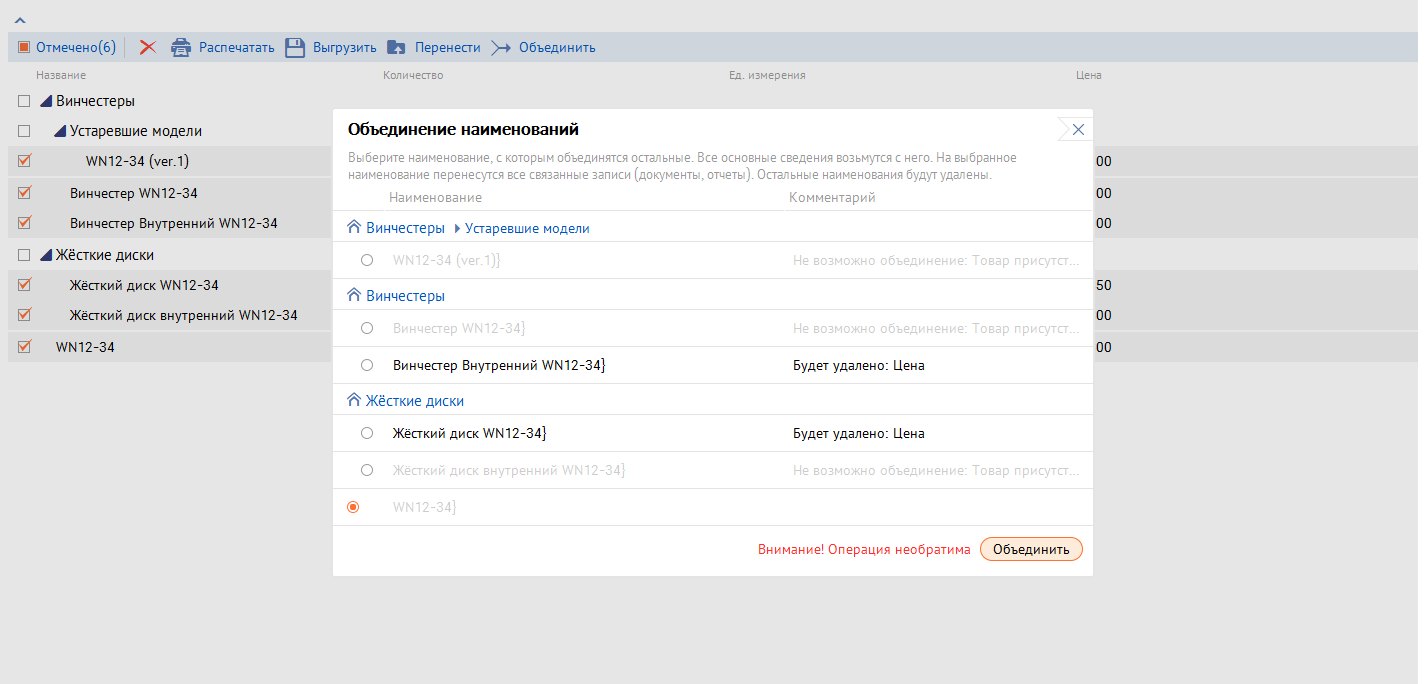 Отмечено(6) Распечатать Выгрузить Перенести Объединить
Название Количество Ед. измерения Цена
Винчестеры
Устаревшие модели
WN12-34 (ver.1) 00
Винчестер WN12-34 00
Винчестер Внутренний WN12-34 00
Жёсткие диски
Жёсткий диск WN12-34 50
Жёсткий диск внутренний WN12-34 00
WN12-34 00
Объединение наименований
Выберите наименование, с которым объединятся остальные. Все основные сведения возьмутся с него. На выбранное
наименование перенесутся все связанные записи (документы, отчеты). Остальные наименования будут удалены.
Наименование Комментарий
Винчестеры Устаревшие модели
WN12-34 (ver.1)} Не возможно объединение: Товар присутст...
Винчестеры
Винчестер WN12-34} Не возможно объединение: Товар присутст...
Винчестер Внутренний WN12-34} Будет удалено: Цена
Жёсткие диски
Жёсткий диск WN12-34} Будет удалено: Цена
Жёсткий диск внутренний WN12-34} Не возможно объединение: Товар присутст...
WN12-34}
Внимание! Операция необратима Объединить